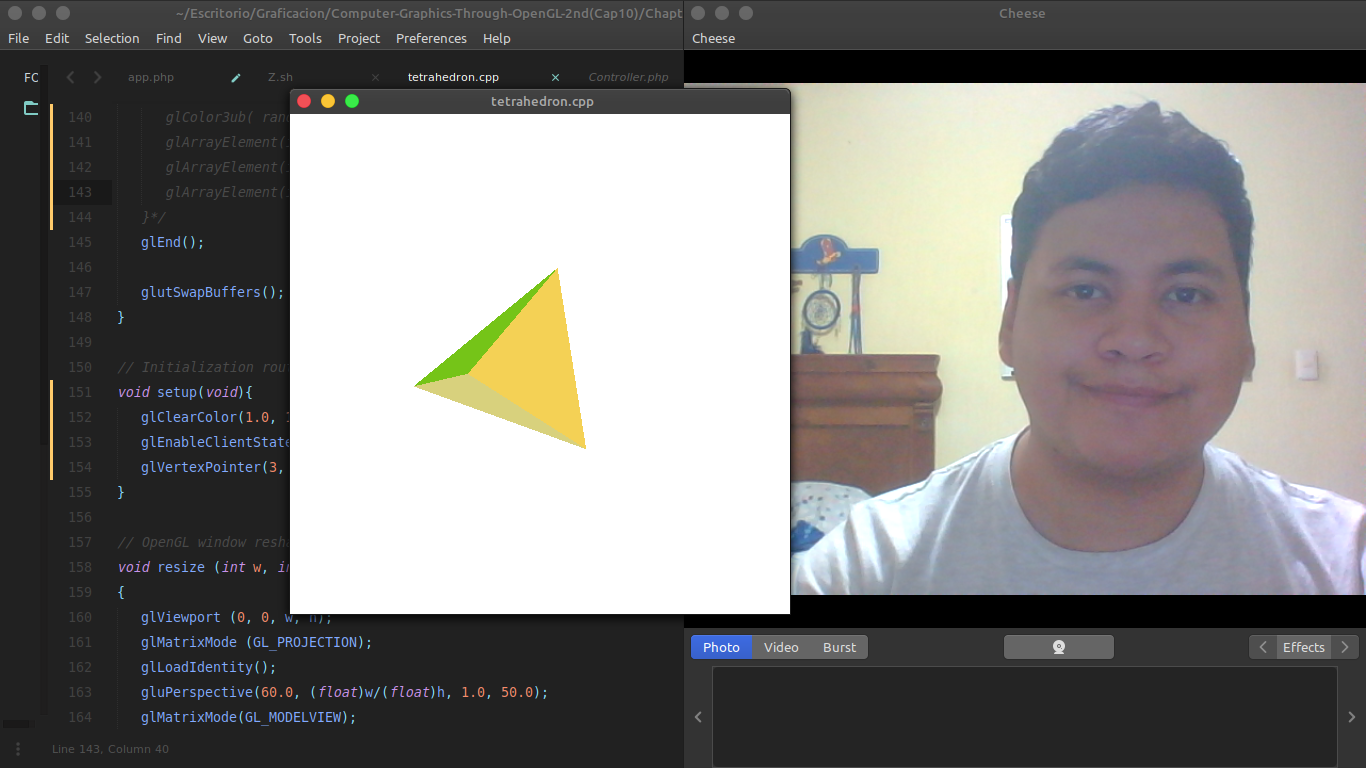 ~/Escritorio/Graficacion/Computer-Graphics-Through-OpenGL-2nd(Cap10)/Chapt
File Edit Selection Find View Goto Tools Project Preferences Help
FO
app.php Z.sh tetrahedron.cpp Controller.php
tetrahedron.cpp
140 glColor3ub( ran
141 glArrayElement(
142 glArrayElement(
143 glArrayElement(
144 }*/
145 glEnd();
146
147 glutSwapBuffers();
148 }
149
150 // Initialization rou
151 void setup(void){
152 glClearColor(1.0,
153 glEnableClientState
154 glVertexPointer(3,
155 }
156
157 // OpenGL window resh
158 void resize (int w, in
159 {
160 glViewport (0, 0, w, h);
161 glMatrixMode (GL_PROJECTION);
162 glLoadIdentity();
163 gluPerspective(60.0, (float)w/(float)h, 1.0, 50.0);
164 glMatrixMode(GL_MODELVIEW);
Line 143, Column 40
Cheese
Cheese
Photo Video Burst Effects